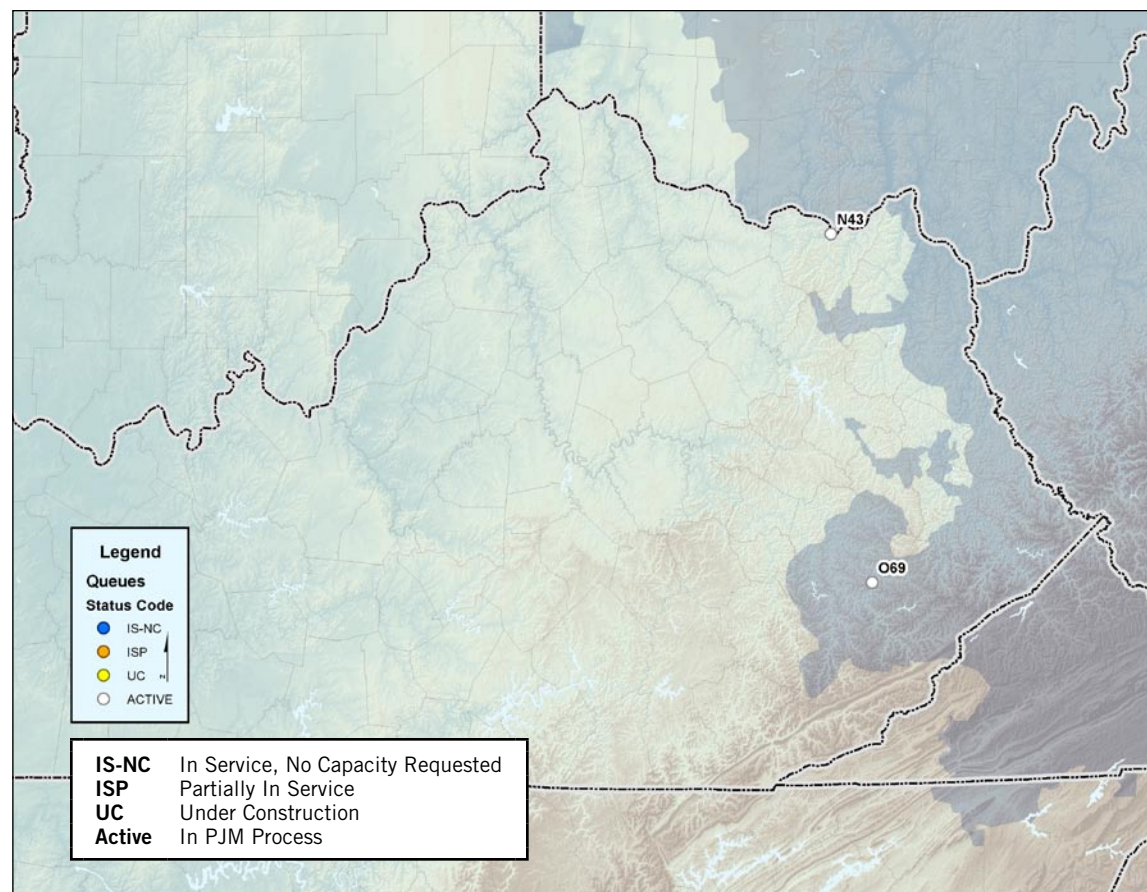 N43
O69
Legend
Queues
Status Code
IS-NC
ISP
UC
N
ACTIVE
IS-NC In Service, No Capacity Requested
ISP Partially In Service
UC Under Construction
Active In PJM Process